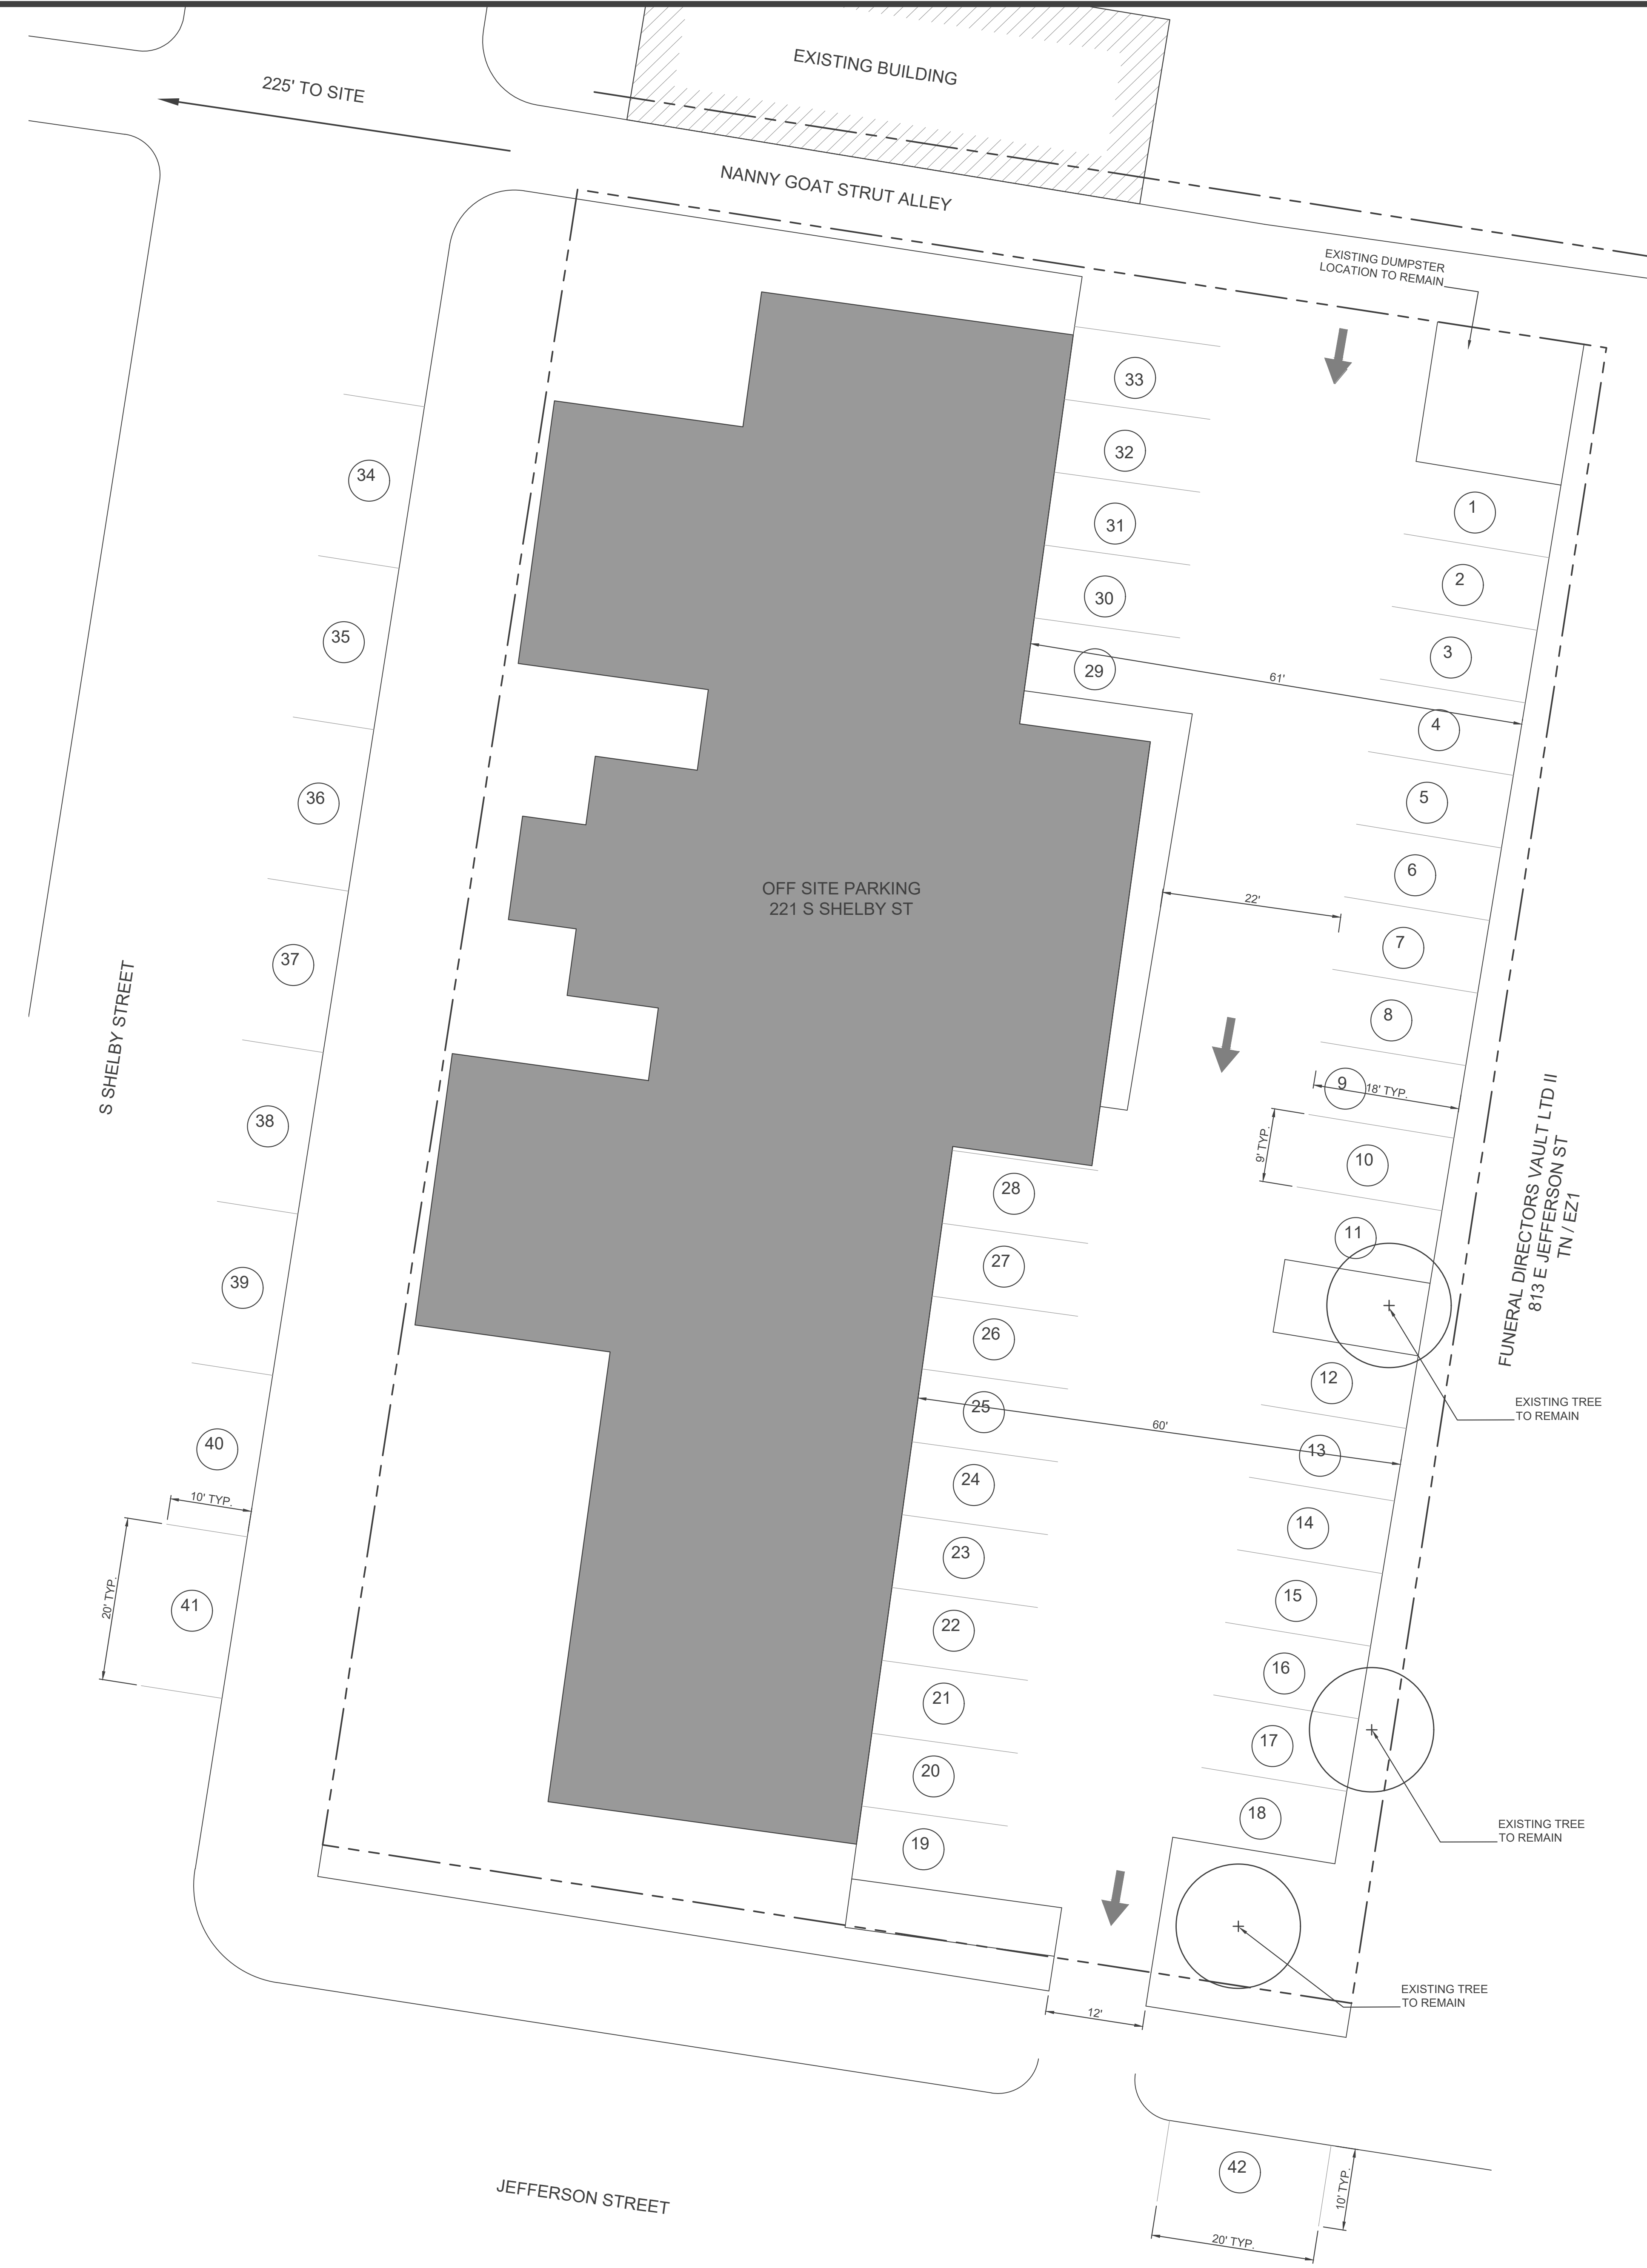 EXISTING BUILDING
225' TO SITE
NANNY GOAT STRUT ALLEY
EXISTING DUMPSTER
LOCATION TO REMAIN
33
32
31
30
29
1
2
3
61'
4
5
6
7
8
9
18' TYP.
9' TYP.
10
11
22'
34
35
36
37
38
39
40
10' TYP.
20' TYP.
41
S SHELBY STREET
OFF SITE PARKING
221 S SHELBY ST
FUNERAL DIRECTORS VAULT LTD II
813 E JEFFERSON ST
TN / EZ1
28
27
26
25
60'
24
23
22
21
20
19
12
13
14
15
16
17
18
EXISTING TREE
TO REMAIN
EXISTING TREE
TO REMAIN
EXISTING TREE
TO REMAIN
12'
42
10' TYP.
20' TYP.
JEFFERSON STREET